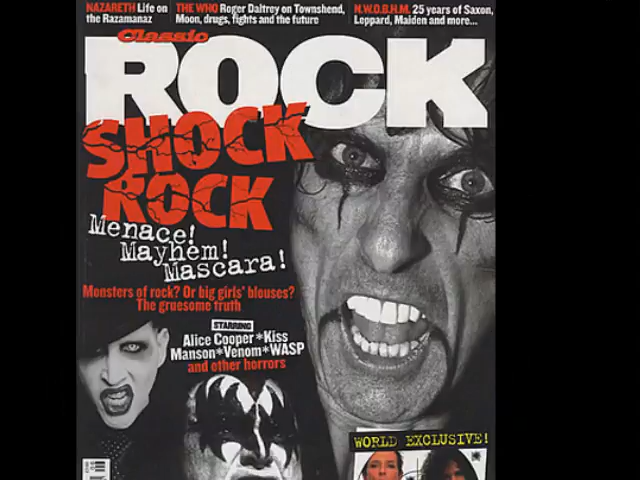 NAZARETH Life on
the Razamanaz
THE WHO Roger Daltrey on Townshend,
Moon, drugs, fights and the future
N.W.O.B.H.M. 25 years of Saxon,
Leppard, Maiden and more...
Classic
ROCK
SHOCK
ROCK
Menace!
Mayhem!
Mascara!
Monsters of rock? Or big girls' blouses?
The gruesome truth
STARRING
Alice Cooper*Kiss
Manson*Venom*WASP
and other horrors
WORLD EXCLUSIVE!